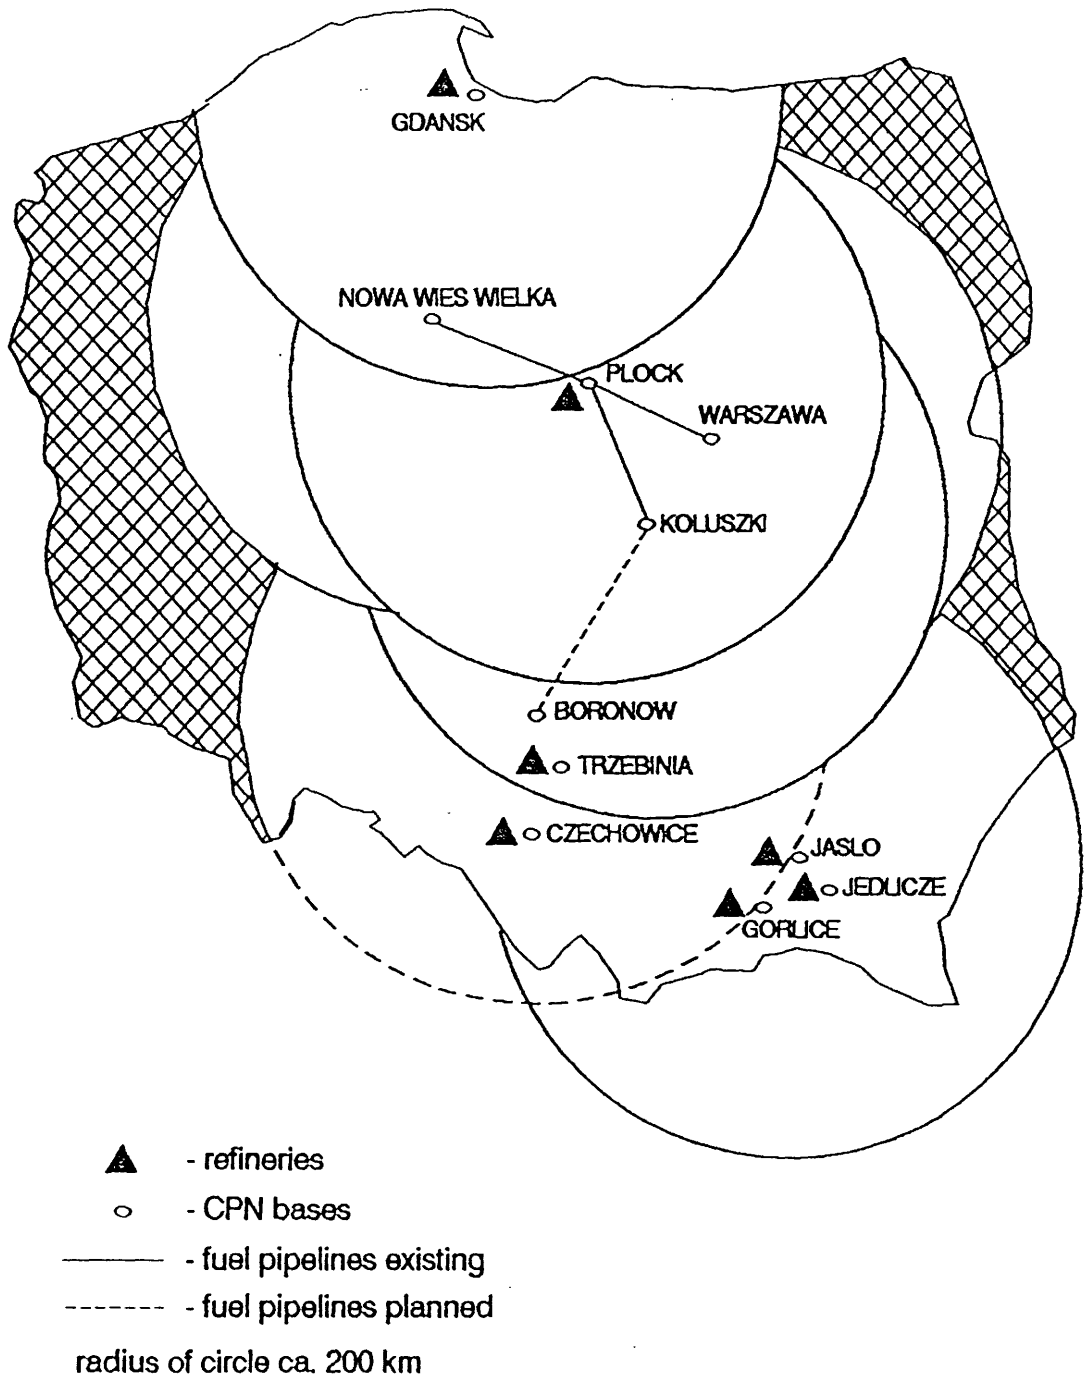 GDANSK
NOWA WIES WIELKA
PLOCK
WARSZAWA
KOLUSZKI
BORONOW
TRZEBINIA
CZECHOWICE
JASLO
JEDLICZE
GORLICE
- refineries
- CPN bases
- fuel pipelines existing
- fuel pipelines planned
radius of circle ca. 200 km